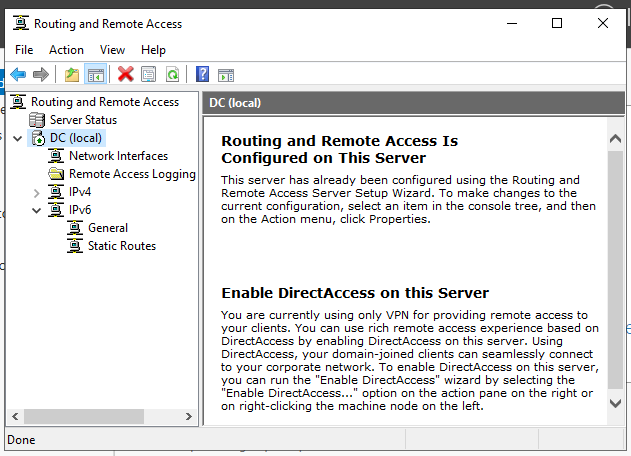 Routing and Remote Access
File Action View Help
Routing and Remote Access
Server Status
DC (local)
Network Interfaces
Remote Access Logging
IPv4
IPv6
General
Static Routes
DC (local)
Routing and Remote Access Is
Configured on This Server
This server has already been configured using the Routing and
Remote Access Server Setup Wizard. To make changes to the
current configuration, select an item in the console tree, and then
on the Action menu, click Properties.
Enable DirectAccess on this Server
You are currently using only VPN for providing remote access to
your clients. You can use rich remote access experience based on
DirectAccess by enabling DirectAccess on this server. Using
DirectAccess, your domain-joined clients can seamlessly connect
to your corporate network. To enable DirectAccess on this server,
you can run the "Enable DirectAccess" wizard by selecting the
"Enable DirectAccess..." option on the action pane on the right or
on right-clicking the machine node on the left.
Done